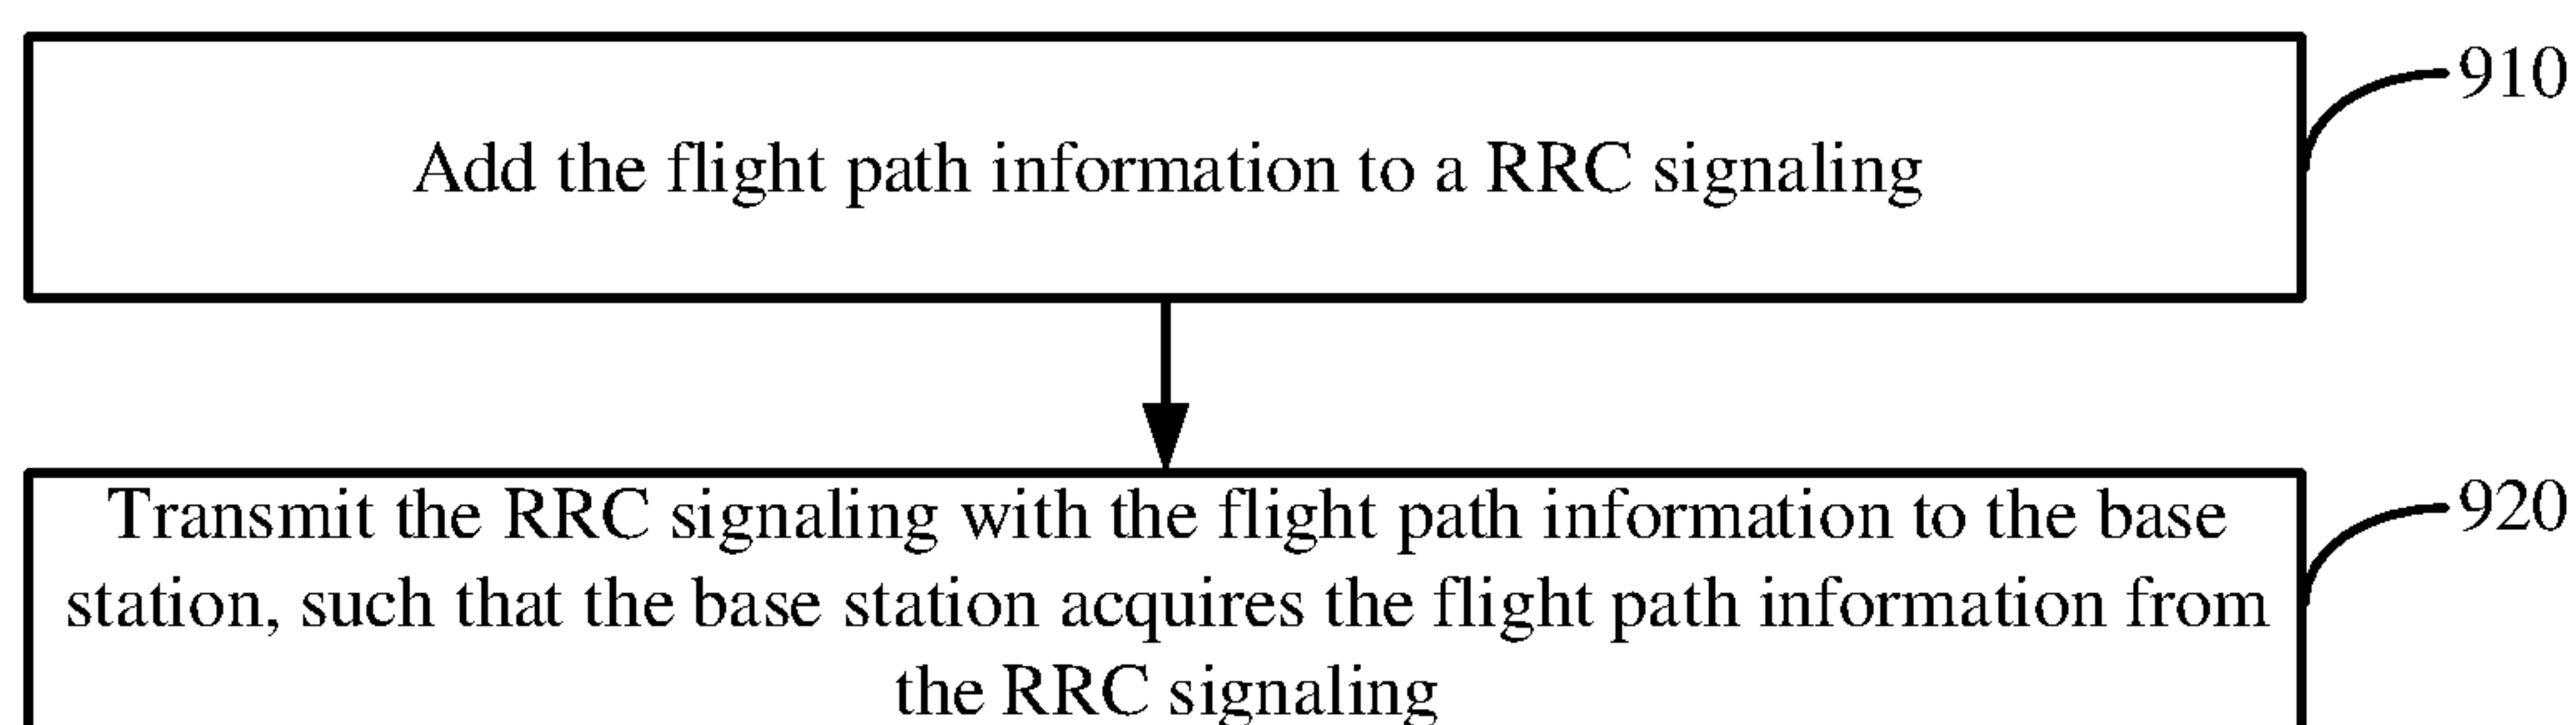 910
Add the flight path information to a RRC signaling
920
Transmit the RRC signaling with the flight path information to the base
station, such that the base station acquires the flight path information from
the RRC signaling